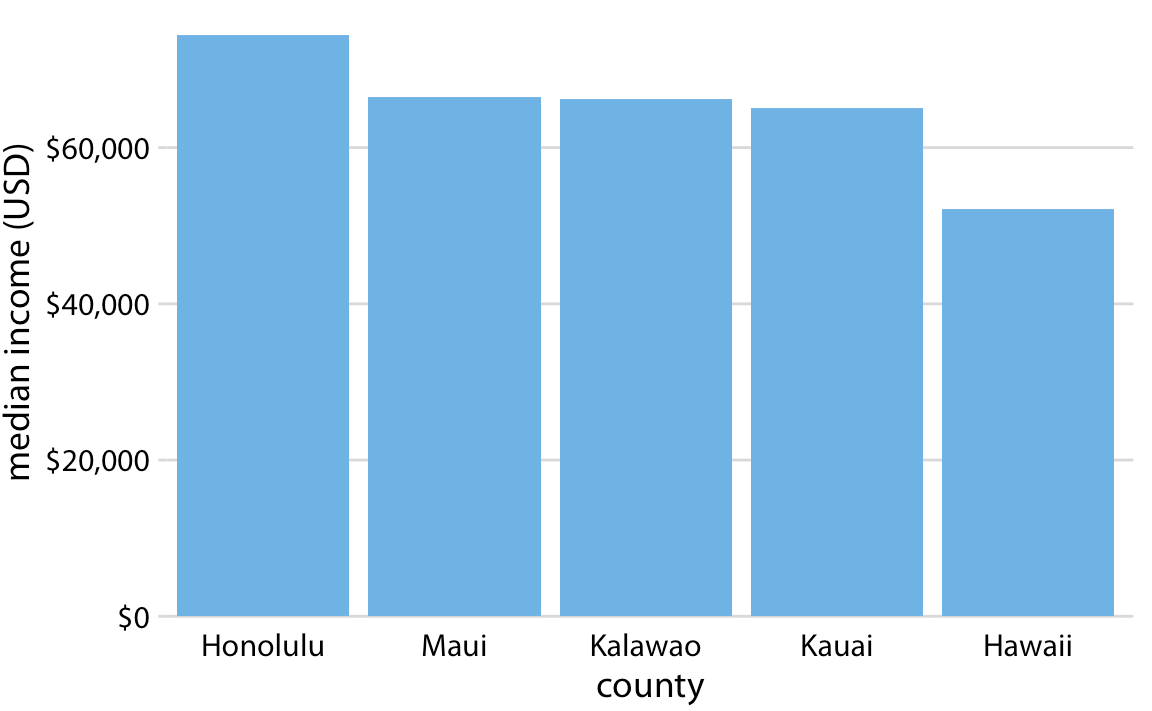 median income (USD)
$60,000
$40,000
$20,000
$0
Honolulu Maui Kalawao Kauai Hawaii
county